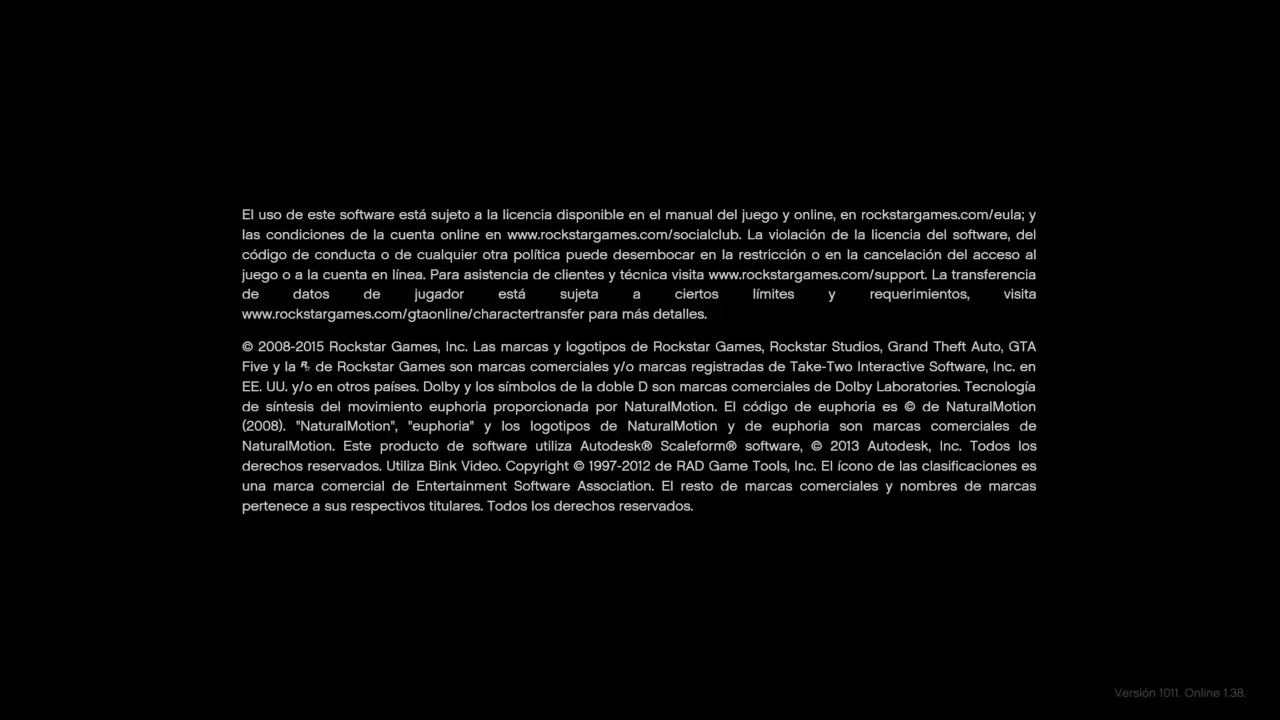 El uso de este software está sujeto a la licencia disponible en el manual del juego y online, en rockstargames.com/eula; y
las condiciones de la cuenta online en www.rockstargames.com/socialclub. La violación de la licencia del software, del
código de conducta o de cualquier otra política puede desembocar en la restricción o en la cancelación del acceso al
juego o a la cuenta en línea. Para asistencia de clientes y técnica visita www.rockstargames.com/support. La transferencia
de datos de jugador está sujeta a ciertos límites y requerimientos, visita
www.rockstargames.com/gtaonline/charactertransfer para más detalles.
© 2008-2015 Rockstar Games, Inc. Las marcas y logotipos de Rockstar Games, Rockstar Studios, Grand Theft Auto, GTA
Five y la R* de Rockstar Games son marcas comerciales y/o marcas registradas de Take-Two Interactive Software, Inc. en
EE. UU. y/o en otros países. Dolby y los símbolos de la doble D son marcas comerciales de Dolby Laboratories. Tecnología
de síntesis del movimiento euphoria proporcionada por NaturalMotion. El código de euphoria es © de NaturalMotion
(2008). "NaturalMotion", "euphoria" y los logotipos de NaturalMotion y de euphoria son marcas comerciales de
NaturalMotion. Este producto de software utiliza Autodesk® Scaleform® software, © 2013 Autodesk, Inc. Todos los
derechos reservados. Utiliza Bink Video. Copyright © 1997-2012 de RAD Game Tools, Inc. El ícono de las clasificaciones es
una marca comercial de Entertainment Software Association. El resto de marcas comerciales y nombres de marcas
pertenece a sus respectivos titulares. Todos los derechos reservados.
Versión 1011. Online 1.38.